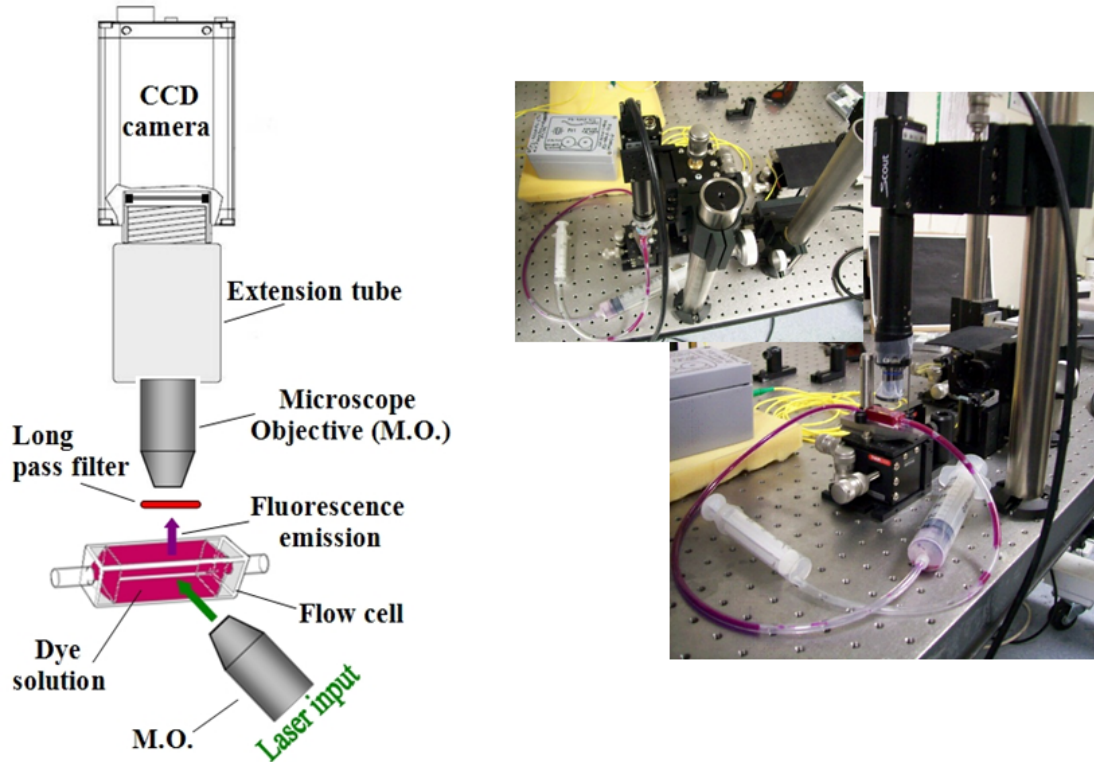 CCD
camera
Extension tube
Microscope
Objective (M.O.)
Long
pass filter
Fluorescence
emission
Flow cell
Dye
solution
M.O.
Laser input
Scout